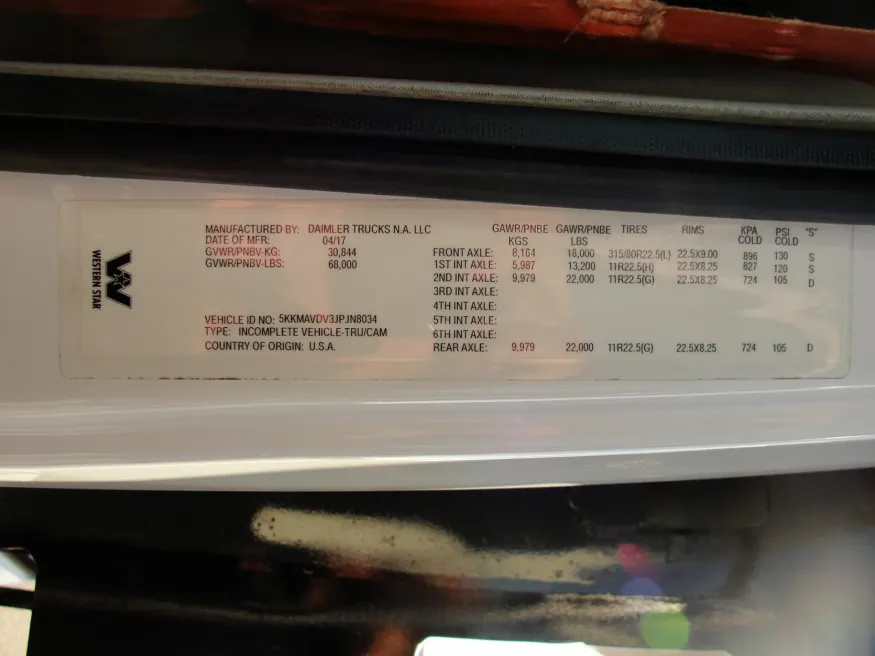 WESTERN STAR
MANUFACTURED BY: DAIMLER TRUCKS N.A. LLC
DATE OF MFR: 04/17
GVWR/PNBV-KG: 30,844
GVWR/PNBV-LBS: 68,000
VEHICLE ID NO: 5KKMAVDV3JPJN8034
TYPE: INCOMPLETE VEHICLE-TRU/CAM
COUNTRY OF ORIGIN: U.S.A.
GAWR/PNBE GAWR/PNBE TIRES RIMS KPA PSI "S"
KGS LBS COLD COLD
FRONT AXLE: 8,164 18,000 315/80R22.5(L) 22.5X9.00 896 130 S
1ST INT AXLE: 5,987 13,200 11R22.5(H) 22.5X8.25 827 120 S
2ND INT AXLE: 9,979 22,000 11R22.5(G) 22.5X8.25 724 105 D
3RD INT AXLE:
4TH INT AXLE:
5TH INT AXLE:
6TH INT AXLE:
REAR AXLE: 9,979 22,000 11R22.5(G) 22.5X8.25 724 105 D